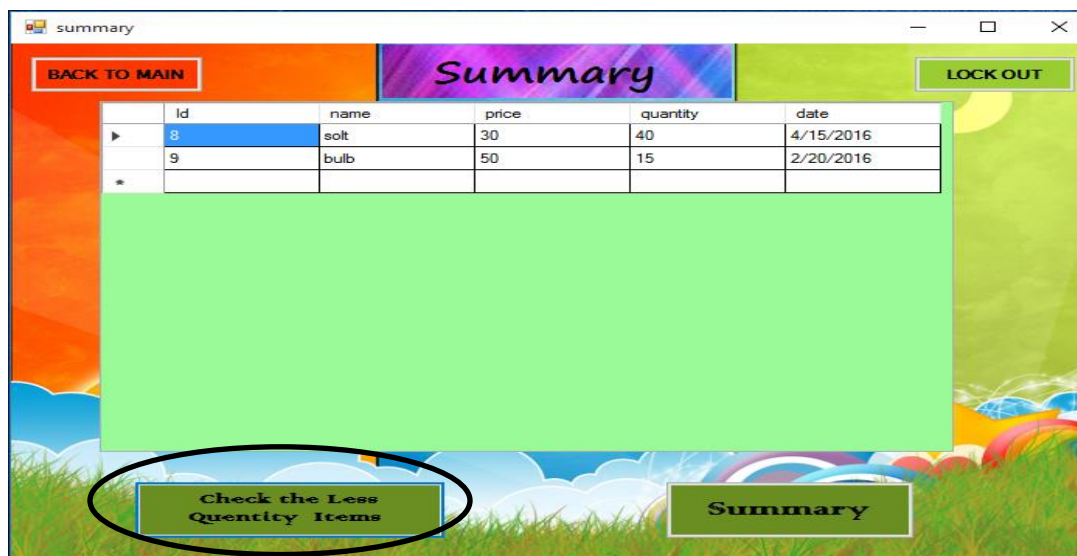 summary
BACK TO MAIN
Summary
LOCK OUT
Id name price quantity date
8 solt 30 40 4/15/2016
9 bulb 50 15 2/20/2016
*
Check the Less
Quentity Items
Summary